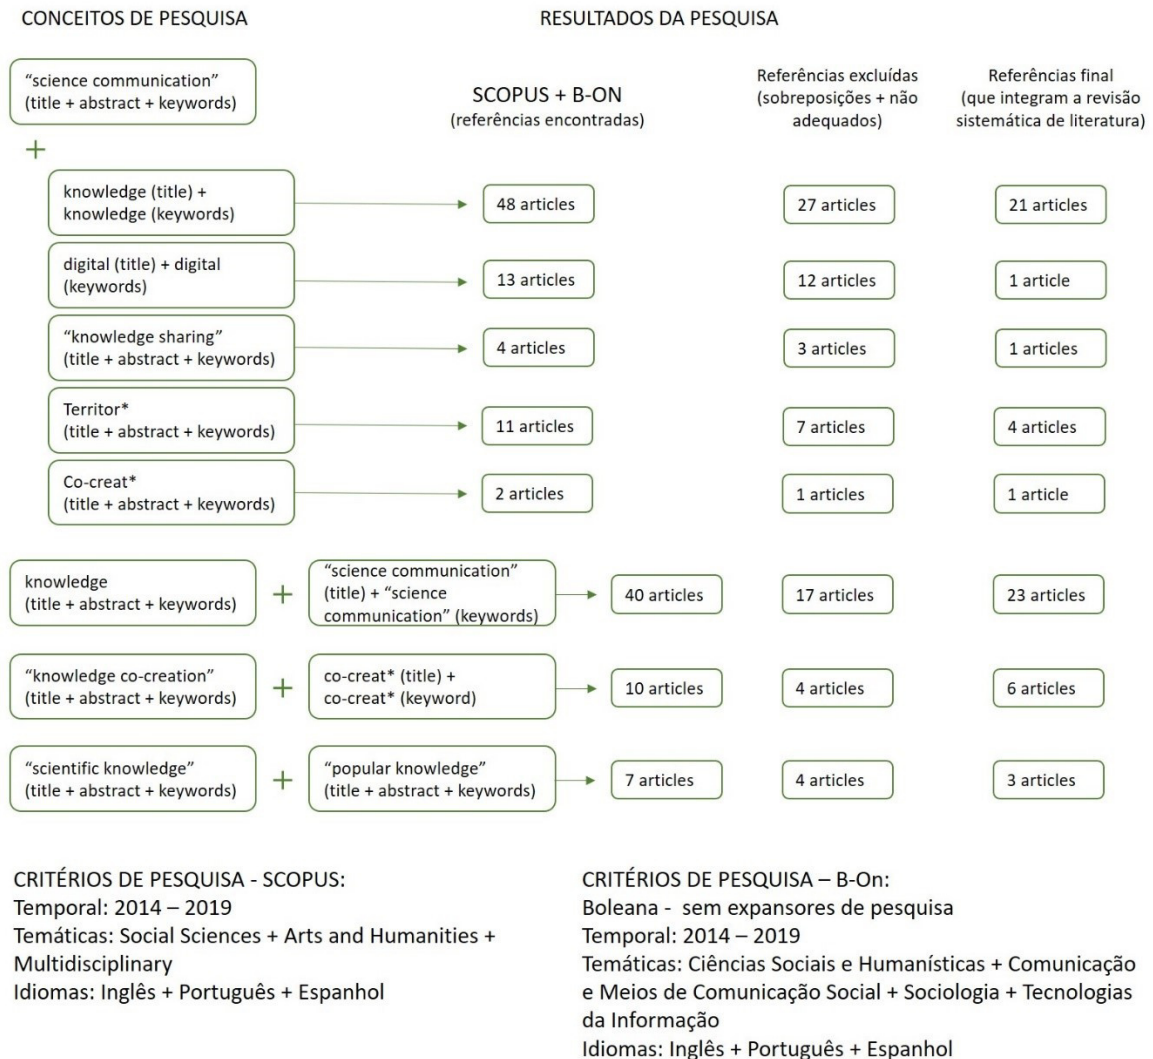 CONCEITOS DE PESQUISA
RESULTADOS DA PESQUISA
“science communication”
(title + abstract + keywords)
SCOPUS + B-ON
(referências encontradas)
Referências excluídas
(sobreposições + não
adequados)
Referências final
(que integram a revisão
sistemática de literatura)
+
knowledge (title) +
knowledge (keywords)
48 articles
27 articles
21 articles
digital (title) + digital
(keywords)
13 articles
12 articles
1 article
“knowledge sharing”
(title + abstract + keywords)
4 articles
3 articles
1 articles
Territor*
(title + abstract + keywords)
11 articles
7 articles
4 articles
Co-creat*
(title + abstract + keywords)
2 articles
1 articles
1 article
knowledge
(title + abstract + keywords)
+
“science communication”
(title) + “science
communication” (keywords)
40 articles
17 articles
23 articles
“knowledge co-creation”
(title + abstract + keywords)
+
co-creat* (title) +
co-creat* (keyword)
10 articles
4 articles
6 articles
“scientific knowledge”
(title + abstract + keywords)
+
“popular knowledge”
(title + abstract + keywords)
7 articles
4 articles
3 articles
CRITÉRIOS DE PESQUISA - SCOPUS:
Temporal: 2014 – 2019
Temáticas: Social Sciences + Arts and Humanities +
Multidisciplinary
Idiomas: Inglês + Português + Espanhol
CRITÉRIOS DE PESQUISA – B-On:
Boleana - sem expansores de pesquisa
Temporal: 2014 – 2019
Temáticas: Ciências Sociais e Humanísticas + Comunicação
e Meios de Comunicação Social + Sociologia + Tecnologias
da Informação
Idiomas: Inglês + Português + Espanhol